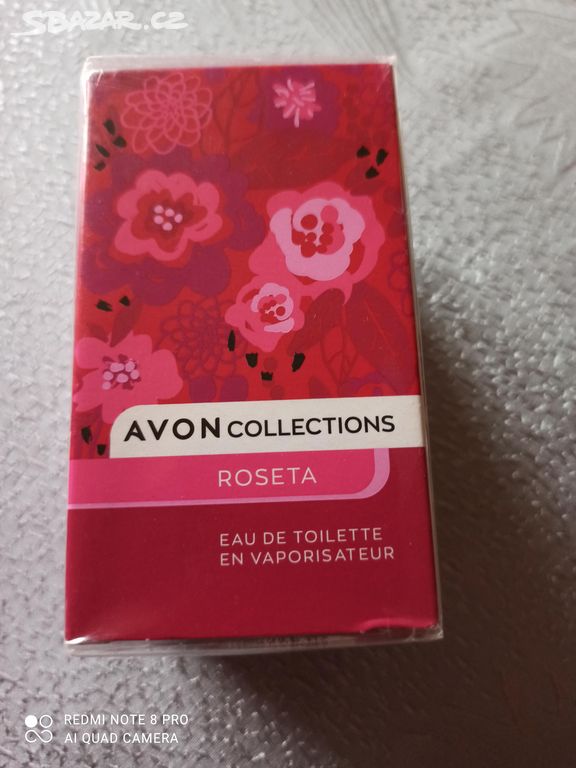 SBAZAR.CZ
AVON COLLECTIONS
ROSETA
EAU DE TOILETTE
EN VAPORISATEUR
REDMI NOTE 8 PRO
AI QUAD CAMERA